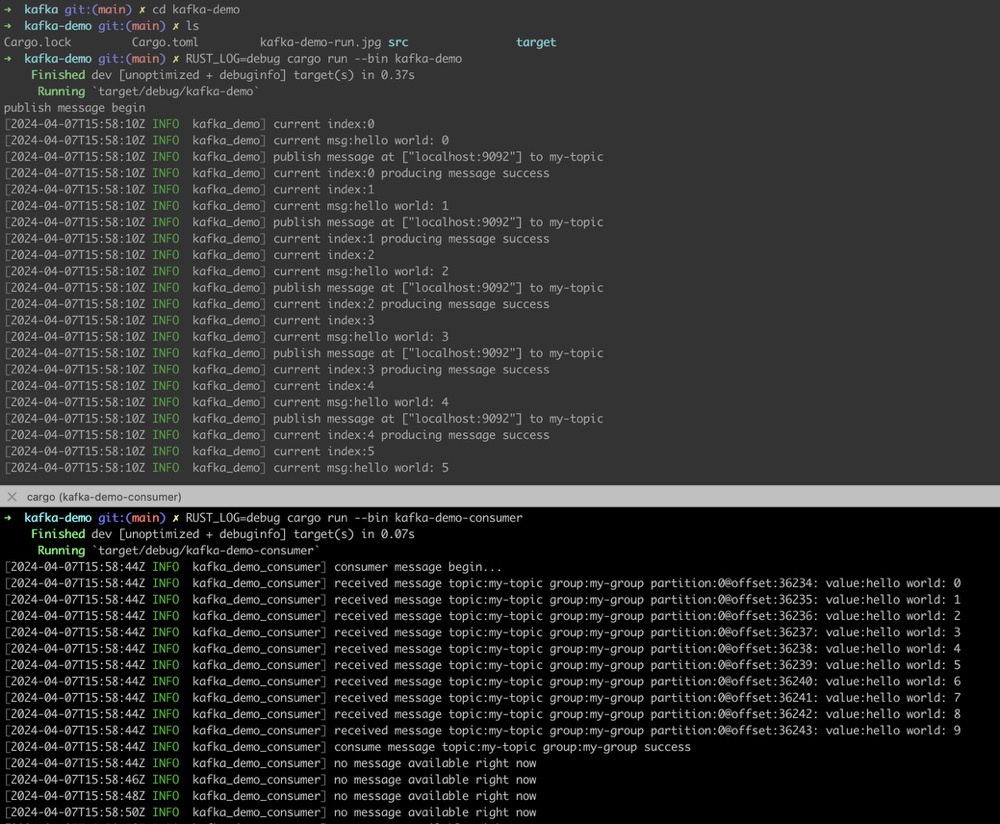 ➜  kafka git:(main) ✗ cd kafka-demo
➜  kafka-demo git:(main) ✗ ls
Cargo.lock         Cargo.toml         kafka-demo-run.jpg src                target
➜  kafka-demo git:(main) ✗ RUST_LOG=debug cargo run --bin kafka-demo
    Finished dev [unoptimized + debuginfo] target(s) in 0.37s
     Running `target/debug/kafka-demo`
publish message begin
[2024-04-07T15:58:10Z INFO  kafka_demo] current index:0
[2024-04-07T15:58:10Z INFO  kafka_demo] current msg:hello world: 0
[2024-04-07T15:58:10Z INFO  kafka_demo] publish message at ["localhost:9092"] to my-topic
[2024-04-07T15:58:10Z INFO  kafka_demo] current index:0 producing message success
[2024-04-07T15:58:10Z INFO  kafka_demo] current index:1
[2024-04-07T15:58:10Z INFO  kafka_demo] current msg:hello world: 1
[2024-04-07T15:58:10Z INFO  kafka_demo] publish message at ["localhost:9092"] to my-topic
[2024-04-07T15:58:10Z INFO  kafka_demo] current index:1 producing message success
[2024-04-07T15:58:10Z INFO  kafka_demo] current index:2
[2024-04-07T15:58:10Z INFO  kafka_demo] current msg:hello world: 2
[2024-04-07T15:58:10Z INFO  kafka_demo] publish message at ["localhost:9092"] to my-topic
[2024-04-07T15:58:10Z INFO  kafka_demo] current index:2 producing message success
[2024-04-07T15:58:10Z INFO  kafka_demo] current index:3
[2024-04-07T15:58:10Z INFO  kafka_demo] current msg:hello world: 3
[2024-04-07T15:58:10Z INFO  kafka_demo] publish message at ["localhost:9092"] to my-topic
[2024-04-07T15:58:10Z INFO  kafka_demo] current index:3 producing message success
[2024-04-07T15:58:10Z INFO  kafka_demo] current index:4
[2024-04-07T15:58:10Z INFO  kafka_demo] current msg:hello world: 4
[2024-04-07T15:58:10Z INFO  kafka_demo] publish message at ["localhost:9092"] to my-topic
[2024-04-07T15:58:10Z INFO  kafka_demo] current index:4 producing message success
[2024-04-07T15:58:10Z INFO  kafka_demo] current index:5
[2024-04-07T15:58:10Z INFO  kafka_demo] current msg:hello world: 5
cargo (kafka-demo-consumer)
➜  kafka-demo git:(main) ✗ RUST_LOG=debug cargo run --bin kafka-demo-consumer
    Finished dev [unoptimized + debuginfo] target(s) in 0.07s
     Running `target/debug/kafka-demo-consumer`
[2024-04-07T15:58:44Z INFO  kafka_demo_consumer] consumer message begin...
[2024-04-07T15:58:44Z INFO  kafka_demo_consumer] received message topic:my-topic group:my-group partition:0@offset:36234: value:hello world: 0
[2024-04-07T15:58:44Z INFO  kafka_demo_consumer] received message topic:my-topic group:my-group partition:0@offset:36235: value:hello world: 1
[2024-04-07T15:58:44Z INFO  kafka_demo_consumer] received message topic:my-topic group:my-group partition:0@offset:36236: value:hello world: 2
[2024-04-07T15:58:44Z INFO  kafka_demo_consumer] received message topic:my-topic group:my-group partition:0@offset:36237: value:hello world: 3
[2024-04-07T15:58:44Z INFO  kafka_demo_consumer] received message topic:my-topic group:my-group partition:0@offset:36238: value:hello world: 4
[2024-04-07T15:58:44Z INFO  kafka_demo_consumer] received message topic:my-topic group:my-group partition:0@offset:36239: value:hello world: 5
[2024-04-07T15:58:44Z INFO  kafka_demo_consumer] received message topic:my-topic group:my-group partition:0@offset:36240: value:hello world: 6
[2024-04-07T15:58:44Z INFO  kafka_demo_consumer] received message topic:my-topic group:my-group partition:0@offset:36241: value:hello world: 7
[2024-04-07T15:58:44Z INFO  kafka_demo_consumer] received message topic:my-topic group:my-group partition:0@offset:36242: value:hello world: 8
[2024-04-07T15:58:44Z INFO  kafka_demo_consumer] received message topic:my-topic group:my-group partition:0@offset:36243: value:hello world: 9
[2024-04-07T15:58:44Z INFO  kafka_demo_consumer] consume message topic:my-topic group:my-group success
[2024-04-07T15:58:44Z INFO  kafka_demo_consumer] no message available right now
[2024-04-07T15:58:46Z INFO  kafka_demo_consumer] no message available right now
[2024-04-07T15:58:48Z INFO  kafka_demo_consumer] no message available right now
[2024-04-07T15:58:50Z INFO  kafka_demo_consumer] no message available right now